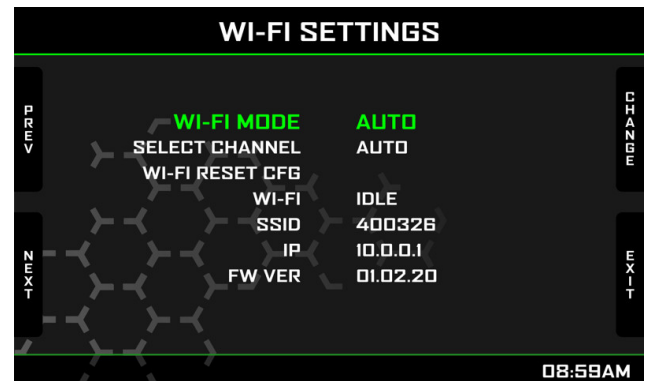 WI-FI SETTINGS
PREV
CHANGE
WI-FI MODE AUTO
SELECT CHANNEL AUTO
WI-FI RESET CFG
WI-FI IDLE
SSID 400326
IP 10.0.0.1
FW VER 01.02.20
NEXT
EXIT
08:59AM